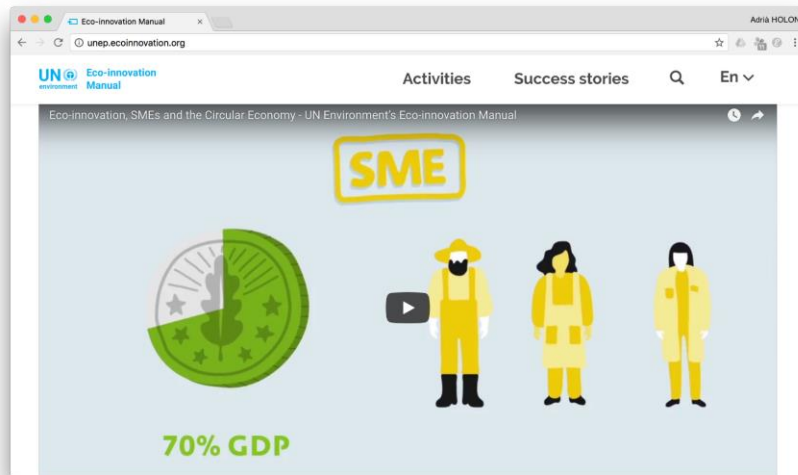 Eco-innovation Manual
Adrià HOLON
unep.ecoinnovation.org
UN
environment
Eco-innovation
Manual
Activities
Success stories
En
Eco-innovation, SMEs and the Circular Economy - UN Environment's Eco-innovation Manual
SME
70% GDP